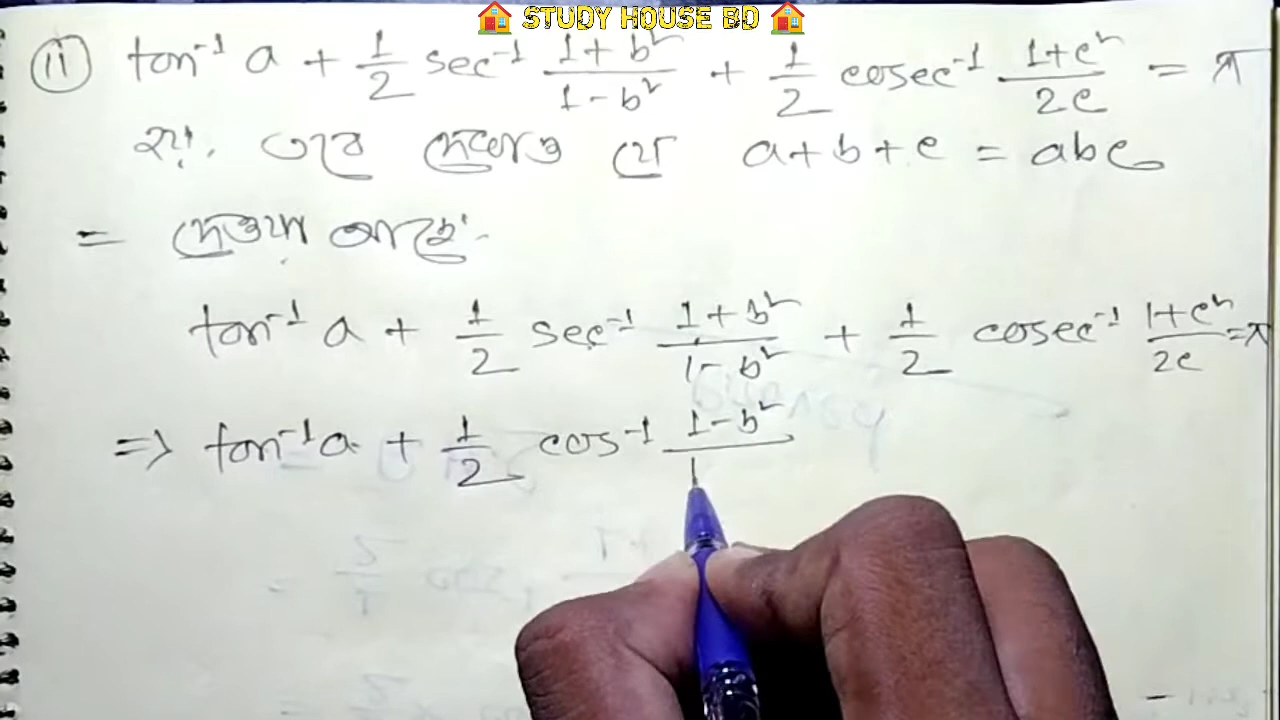 🏠 STUDY HOUSE BD 🏠
(ii) tan⁻¹ a + 1/2 sec⁻¹ (1+b²)/(1-b²) + 1/2 cosec⁻¹ (1+c²)/2c = π
হয়, তবে দেখাও যে a+b+c = abc
= দেওয়া আছে,
tan⁻¹ a + 1/2 sec⁻¹ (1+b²)/(1-b²) + 1/2 cosec⁻¹ (1+c²)/2c = π
=> tan⁻¹ a + 1/2 cos⁻¹ (1-b²)/1